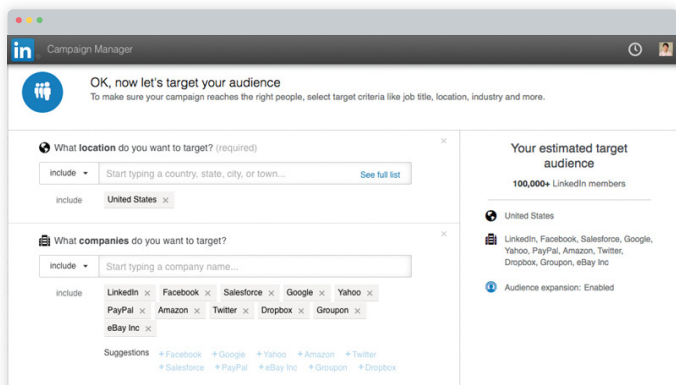 in Campaign Manager
OK, now let's target your audience
To make sure your campaign reaches the right people, select target criteria like job title, location, industry and more.
What location do you want to target? (required)
include
Start typing a country, state, city, or town...
See full list
include
United States ×
What companies do you want to target?
include
Start typing a company name...
include
LinkedIn × Facebook × Salesforce × Google × Yahoo ×
PayPal × Amazon × Twitter × Dropbox × Groupon ×
eBay Inc ×
Suggestions
+Facebook +Google +Yahoo +Amazon +Twitter
+Salesforce +PayPal +eBay Inc +Groupon +Dropbox
Your estimated target
audience
100,000+ LinkedIn members
United States
LinkedIn, Facebook, Salesforce, Google,
Yahoo, PayPal, Amazon, Twitter,
Dropbox, Groupon, eBay Inc
Audience expansion: Enabled